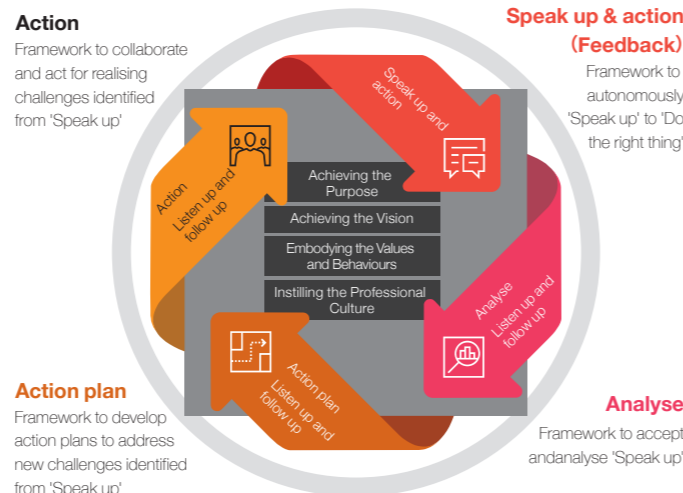 Action
Framework to collaborate
and act for realising
challenges identified
from 'Speak up'
Speak up & action
(Feedback)
Framework to
autonomously
'Speak up' to 'Do
the right thing'
Speak up and
action
Achieving the
Purpose
Achieving the Vision
Embodying the Values
and Behaviours
Instilling the Professional
Culture
Action
Listen up and
follow up
Analyse
Listen up and
follow up
Action plan
Listen up and
follow up
Action plan
Framework to develop
action plans to address
new challenges identified
from 'Speak up'
Analyse
Framework to accept
andanalyse 'Speak up'